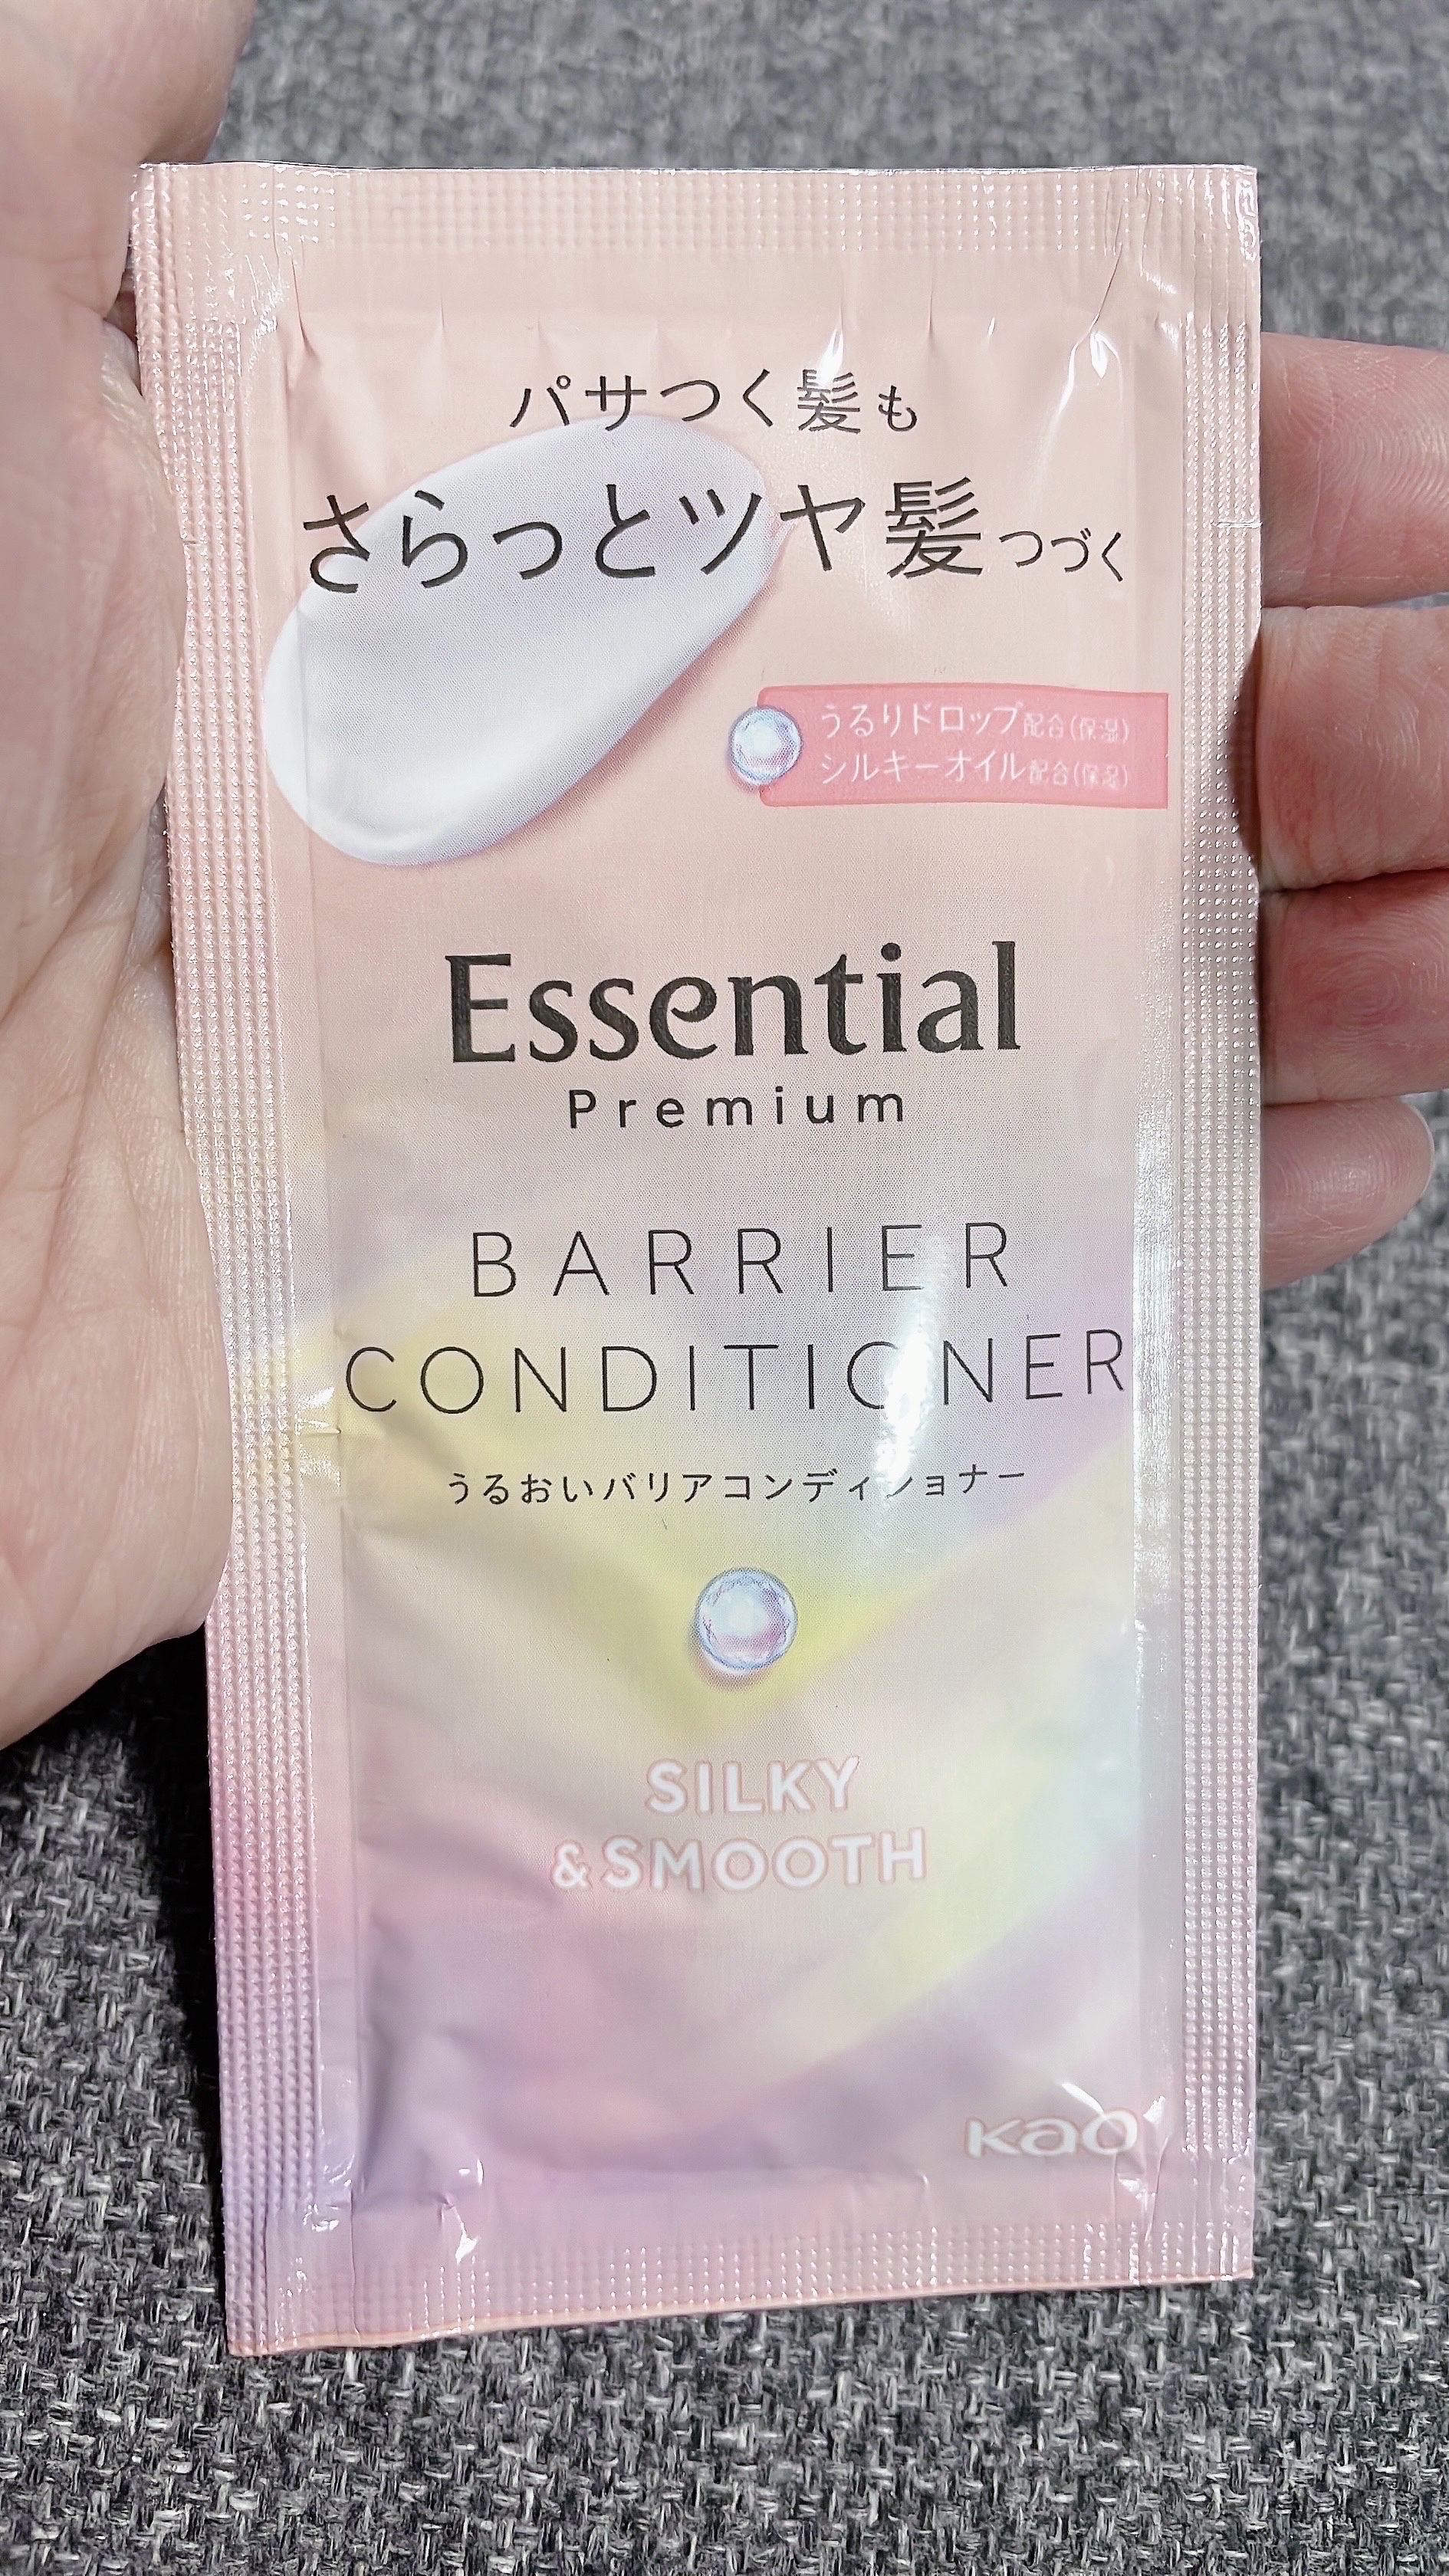 パサつく髪も
さらっとツヤ髪つづく
うるりドロップ配合(保湿)
シルキーオイル配合(保湿)
Essential
Premium
BARRIER
CONDITIONER
うるおいバリアコンディショナー
SILKY
&SMOOTH
Kao